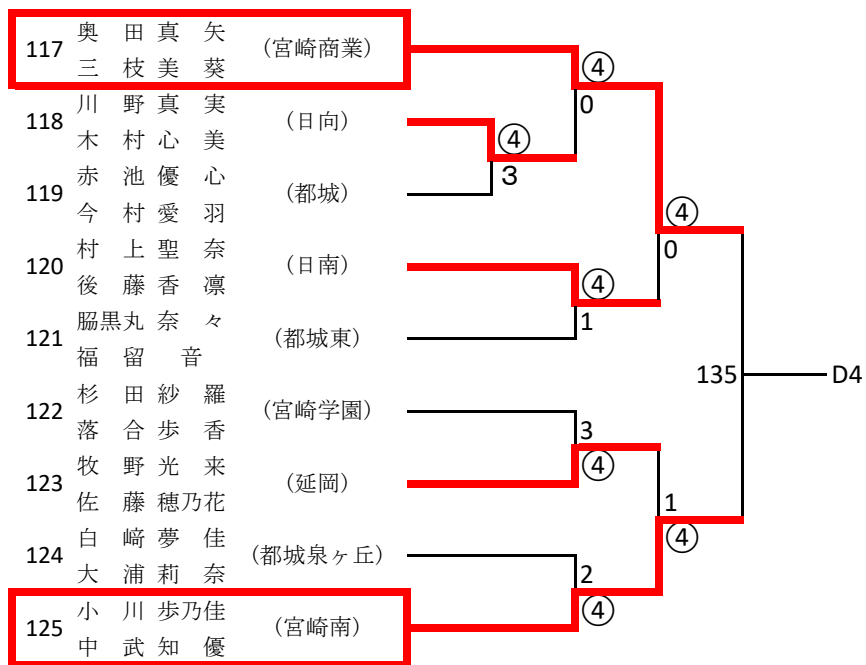 117 奥田真矢 (宮崎商業)
三枝美葵
118 川野真実 (日向)
木村心美
119 赤池優心 (都城)
今村愛羽
120 村上聖奈 (日南)
後藤香凛
121 脇黒丸奈々 (都城東)
福留音
122 杉田紗羅 (宮崎学園)
落合歩香
123 牧野光来 (延岡)
佐藤穂乃花
124 白﨑夢佳 (都城泉ヶ丘)
大浦莉奈
125 小川歩乃佳 (宮崎南)
中武知優
④
0
④
3
④
0
④
1
135
D4
3
④
1
④
2
④